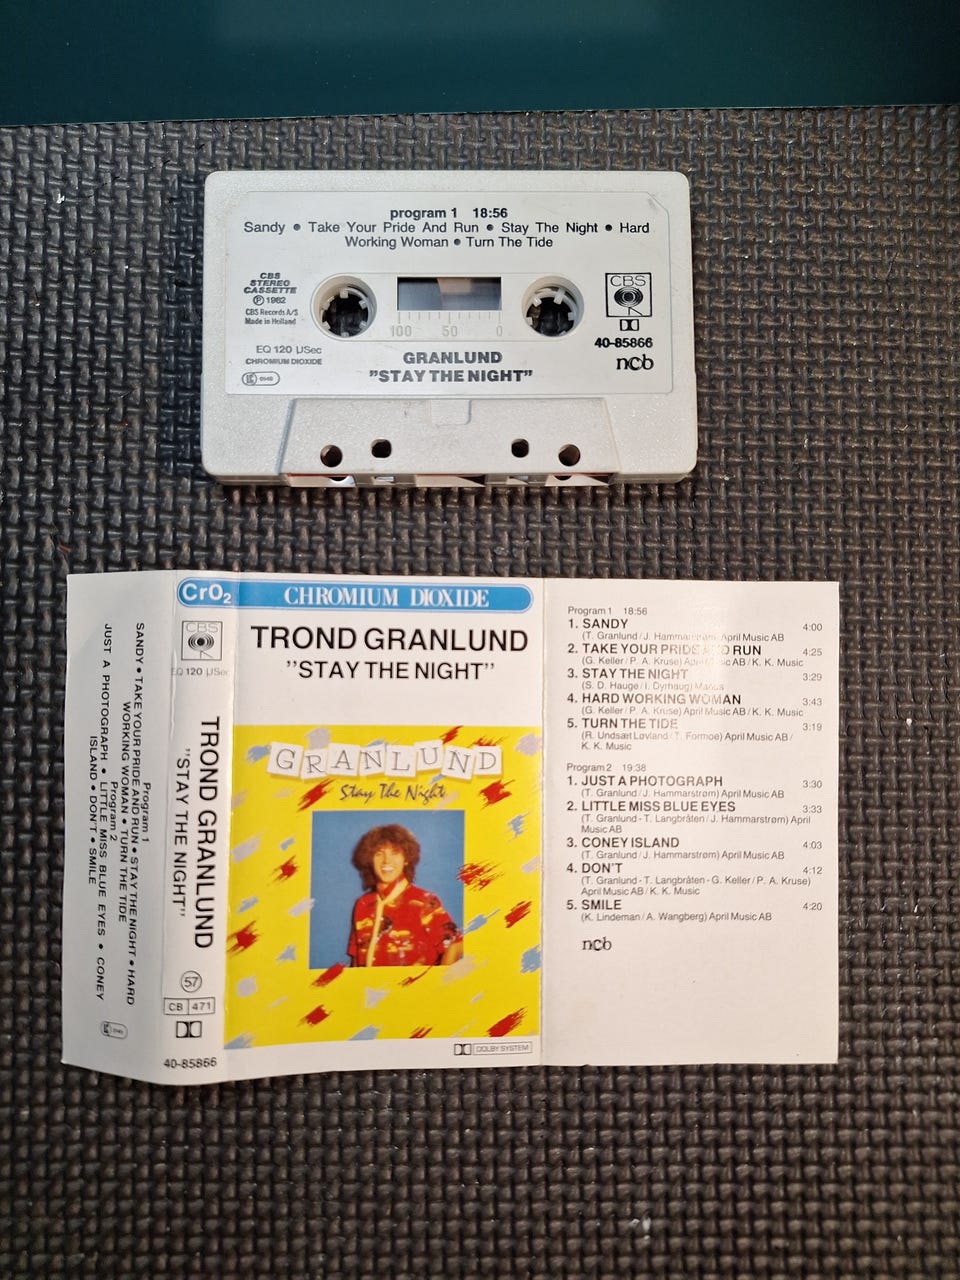 program 1 18:56
Sandy • Take Your Pride And Run • Stay The Night • Hard
Working Woman • Turn The Tide
CBS
STEREO
CASSETTE
Ⓟ 1982
CBS Records A/S
Made in Holland
EQ 120 µSec
CHROMIUM DIOXIDE
CBS
40-85866
ncb
100 50 0
GRANLUND
"STAY THE NIGHT"
CrO2 CHROMIUM DIOXIDE
CBS
EQ 120 µSec
TROND GRANLUND
"STAY THE NIGHT"
57
CB 471
40-85866
Program 1
SANDY • TAKE YOUR PRIDE AND RUN • STAY THE NIGHT • HARD
WORKING WOMAN • TURN THE TIDE
Program 2
JUST A PHOTOGRAPH • LITTLE MISS BLUE EYES • CONEY
ISLAND • DON'T • SMILE
TROND GRANLUND
"STAY THE NIGHT"
GRANLUND
Stay The Night
DOLBY SYSTEM
Program 1 18:56
1. SANDY 4:00
(T. Granlund / J. Hammarstrøm) April Music AB
2. TAKE YOUR PRIDE AND RUN 4:25
(G. Keller / P. A. Kruse) April Music AB / K. K. Music
3. STAY THE NIGHT 3:29
(S. D. Hauge / I. Dyrhaug)
4. HARD WORKING WOMAN 3:43
(G. Keller / P. A. Kruse) April Music AB / K. K. Music
5. TURN THE TIDE 3:19
(R. Undsæt Løvland / T. Formoe) April Music AB /
K. K. Music
Program 2 19:38
1. JUST A PHOTOGRAPH 3:30
(T. Granlund / J. Hammarstrøm) April Music AB
2. LITTLE MISS BLUE EYES 3:33
(T. Granlund - T. Langbråten / J. Hammarstrøm) April
Music AB
3. CONEY ISLAND 4:03
(T. Granlund / J. Hammarstrøm) April Music AB
4. DON'T 4:12
(T. Granlund - T. Langbråten - G. Keller / P. A. Kruse)
April Music AB / K. K. Music
5. SMILE 4:20
(K. Lindeman / A. Wangberg) April Music AB
ncb